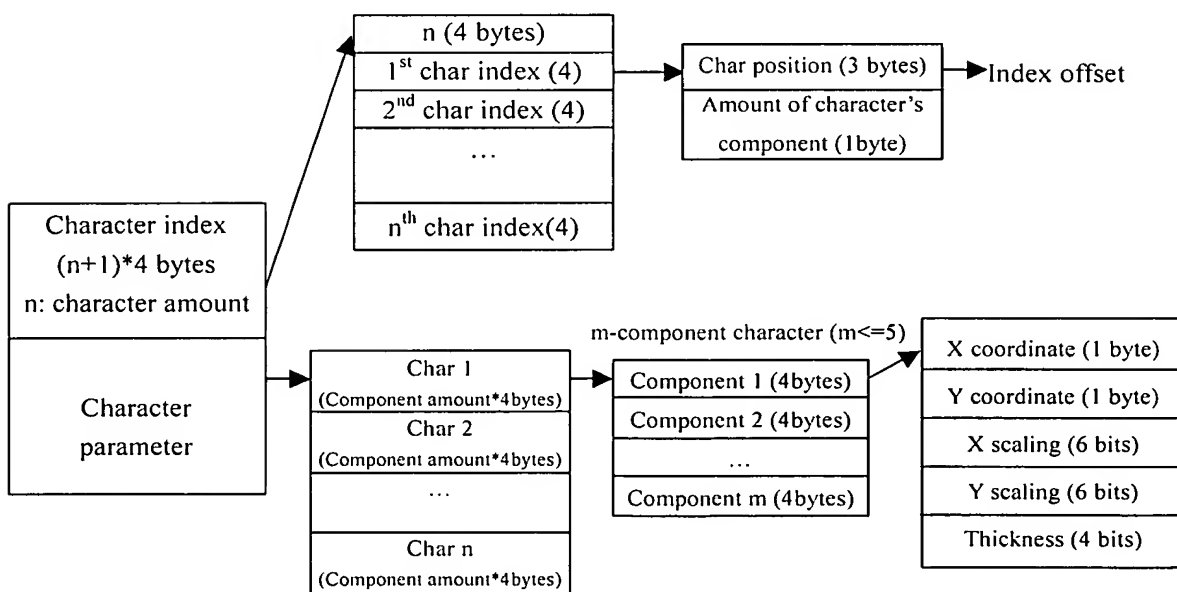 n (4 bytes)
1st char index (4)
2nd char index (4)
...
nth char index(4)
Char position (3 bytes)
Amount of character's
component (1byte)
Index offset
Character index
(n+1)*4 bytes
n: character amount
Character
parameter
Char 1
(Component amount*4bytes)
Char 2
(Component amount*4bytes)
...
Char n
(Component amount*4bytes)
m-component character (m<=5)
Component 1 (4bytes)
Component 2 (4bytes)
...
Component m (4bytes)
X coordinate (1 byte)
Y coordinate (1 byte)
X scaling (6 bits)
Y scaling (6 bits)
Thickness (4 bits)